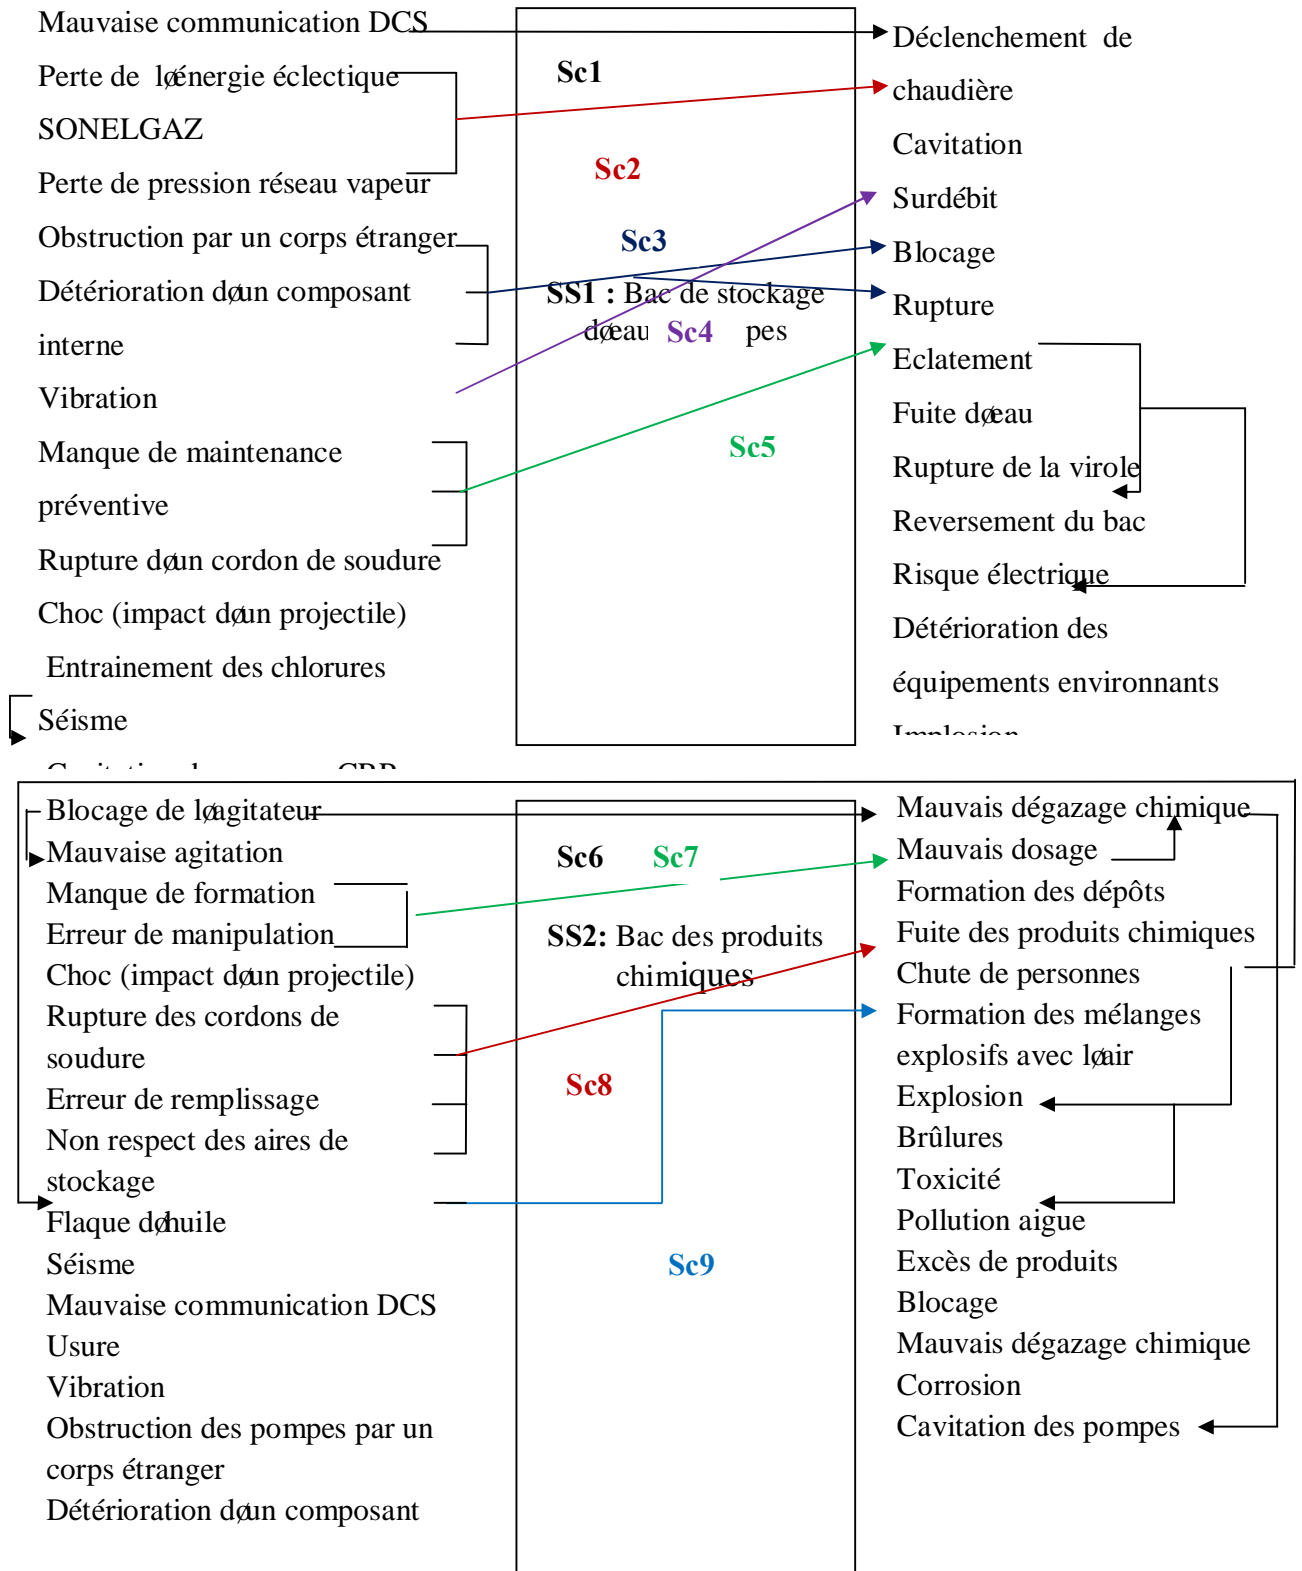 Mauvaise communication DCS
Perte de løénergie éclectique
SONELGAZ
Perte de pression réseau vapeur
Obstruction par un corps étranger
Détérioration døun composant
interne
Vibration
Manque de maintenance
préventive
Rupture døun cordon de soudure
Choc (impact døun projectile)
Entrainement des chlorures
Séisme
Sc1
Sc2
Sc3
SS1 : Bac de stockage
døeau Sc4 pes
Sc5
Déclenchement de
chaudière
Cavitation
Surdébit
Blocage
Rupture
Eclatement
Fuite døeau
Rupture de la virole
Reversement du bac
Risque électrique
Détérioration des
équipements environnants
Implosion
Blocage de løagitateur
Mauvaise agitation
Manque de formation
Erreur de manipulation
Choc (impact døun projectile)
Rupture des cordons de
soudure
Erreur de remplissage
Non respect des aires de
stockage
Flaque døhuile
Séisme
Mauvaise communication DCS
Usure
Vibration
Obstruction des pompes par un
corps étranger
Détérioration døun composant
Sc6 Sc7
SS2: Bac des produits
chimiques
Sc8
Sc9
Mauvais dégazage chimique
Mauvais dosage
Formation des dépôts
Fuite des produits chimiques
Chute de personnes
Formation des mélanges
explosifs avec løair
Explosion
Brûlures
Toxicité
Pollution aigue
Excès de produits
Blocage
Mauvais dégazage chimique
Corrosion
Cavitation des pompes